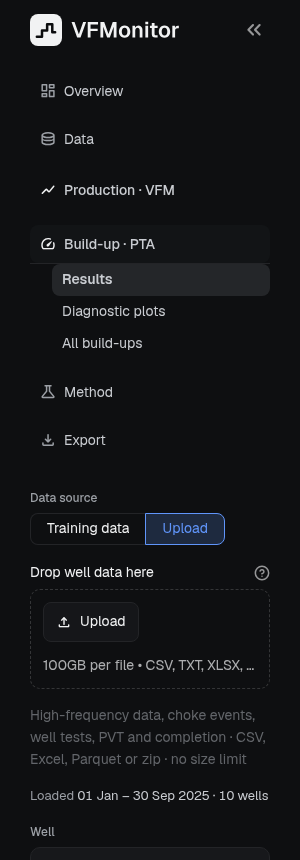 VFMonitor
Overview
Data
Production · VFM
Build-up · PTA
Results
Diagnostic plots
All build-ups
Method
Export
Data source
Training data Upload
Drop well data here
Upload
100GB per file • CSV, TXT, XLSX, ...
High-frequency data, choke events,
well tests, PVT and completion · CSV,
Excel, Parquet or zip · no size limit
Loaded 01 Jan – 30 Sep 2025 · 10 wells
Well